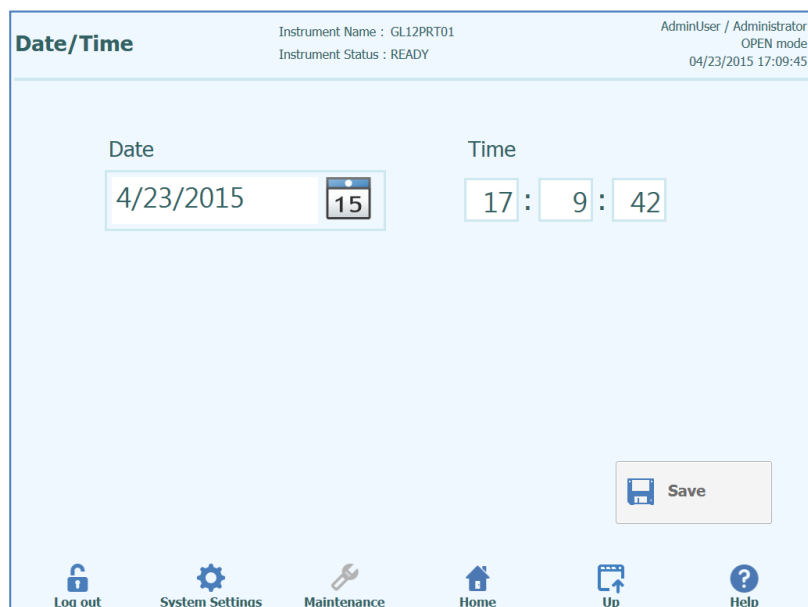 Date/Time
Instrument Name : GL12PRT01
Instrument Status : READY
AdminUser / Administrator
OPEN mode
04/23/2015 17:09:45
Date
Time
4/23/2015
15
17 : 9 : 42
Save
Log out
System Settings
Maintenance
Home
Up
Help